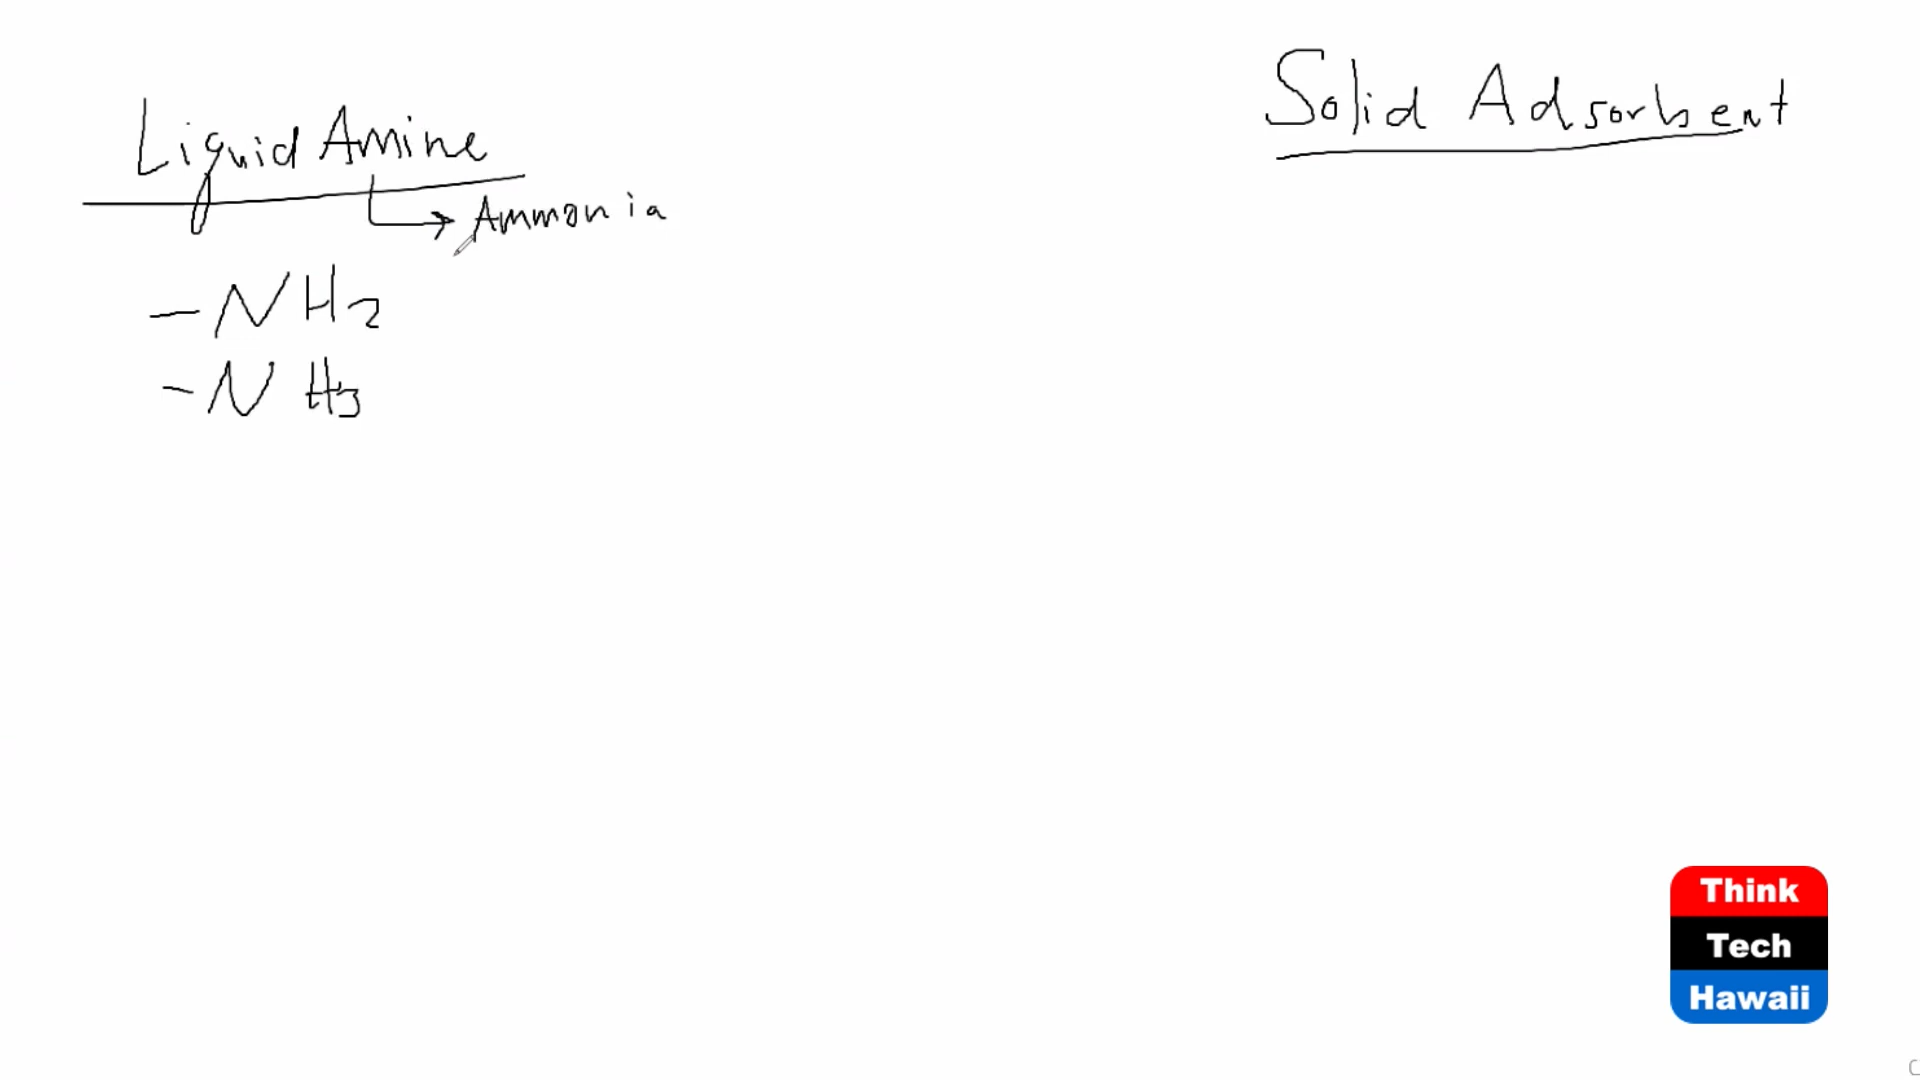 Liquid Amine
→ Ammonia
-NH2
-NH3
Solid Adsorbent
Think
Tech
Hawaii